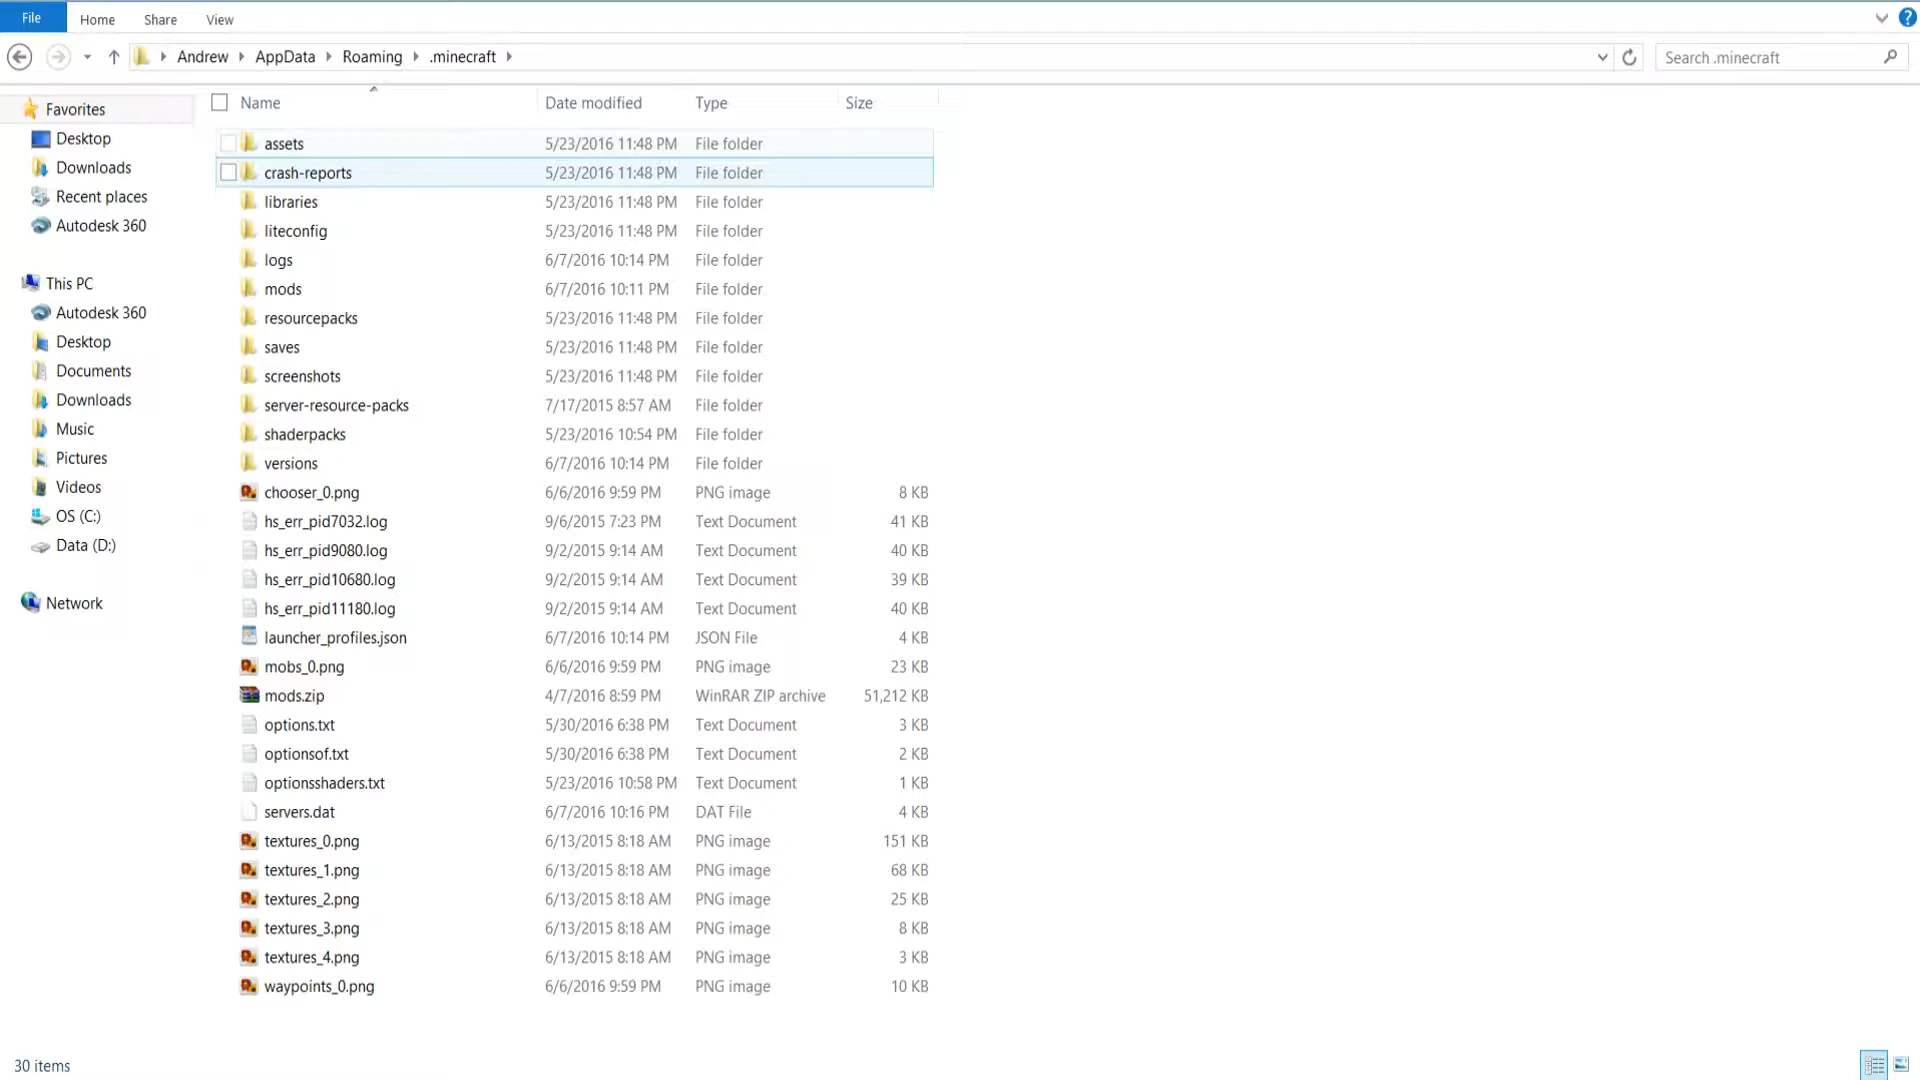 File Home Share View
Andrew AppData Roaming .minecraft Search .minecraft
Name Date modified Type Size
Favorites
Desktop
Downloads
Recent places
Autodesk 360
This PC
Autodesk 360
Desktop
Documents
Downloads
Music
Pictures
Videos
OS (C:)
Data (D:)
Network
assets 5/23/2016 11:48 PM File folder
crash-reports 5/23/2016 11:48 PM File folder
libraries 5/23/2016 11:48 PM File folder
liteconfig 5/23/2016 11:48 PM File folder
logs 6/7/2016 10:14 PM File folder
mods 6/7/2016 10:11 PM File folder
resourcepacks 5/23/2016 11:48 PM File folder
saves 5/23/2016 11:48 PM File folder
screenshots 5/23/2016 11:48 PM File folder
server-resource-packs 7/17/2015 8:57 AM File folder
shaderpacks 5/23/2016 10:54 PM File folder
versions 6/7/2016 10:14 PM File folder
chooser_0.png 6/6/2016 9:59 PM PNG image 8 KB
hs_err_pid7032.log 9/6/2015 7:23 PM Text Document 41 KB
hs_err_pid9080.log 9/2/2015 9:14 AM Text Document 40 KB
hs_err_pid10680.log 9/2/2015 9:14 AM Text Document 39 KB
hs_err_pid11180.log 9/2/2015 9:14 AM Text Document 40 KB
launcher_profiles.json 6/7/2016 10:14 PM JSON File 4 KB
mobs_0.png 6/6/2016 9:59 PM PNG image 23 KB
mods.zip 4/7/2016 8:59 PM WinRAR ZIP archive 51,212 KB
options.txt 5/30/2016 6:38 PM Text Document 3 KB
optionsof.txt 5/30/2016 6:38 PM Text Document 2 KB
optionsshaders.txt 5/23/2016 10:58 PM Text Document 1 KB
servers.dat 6/7/2016 10:16 PM DAT File 4 KB
textures_0.png 6/13/2015 8:18 AM PNG image 151 KB
textures_1.png 6/13/2015 8:18 AM PNG image 68 KB
textures_2.png 6/13/2015 8:18 AM PNG image 25 KB
textures_3.png 6/13/2015 8:18 AM PNG image 8 KB
textures_4.png 6/13/2015 8:18 AM PNG image 3 KB
waypoints_0.png 6/6/2016 9:59 PM PNG image 10 KB
30 items